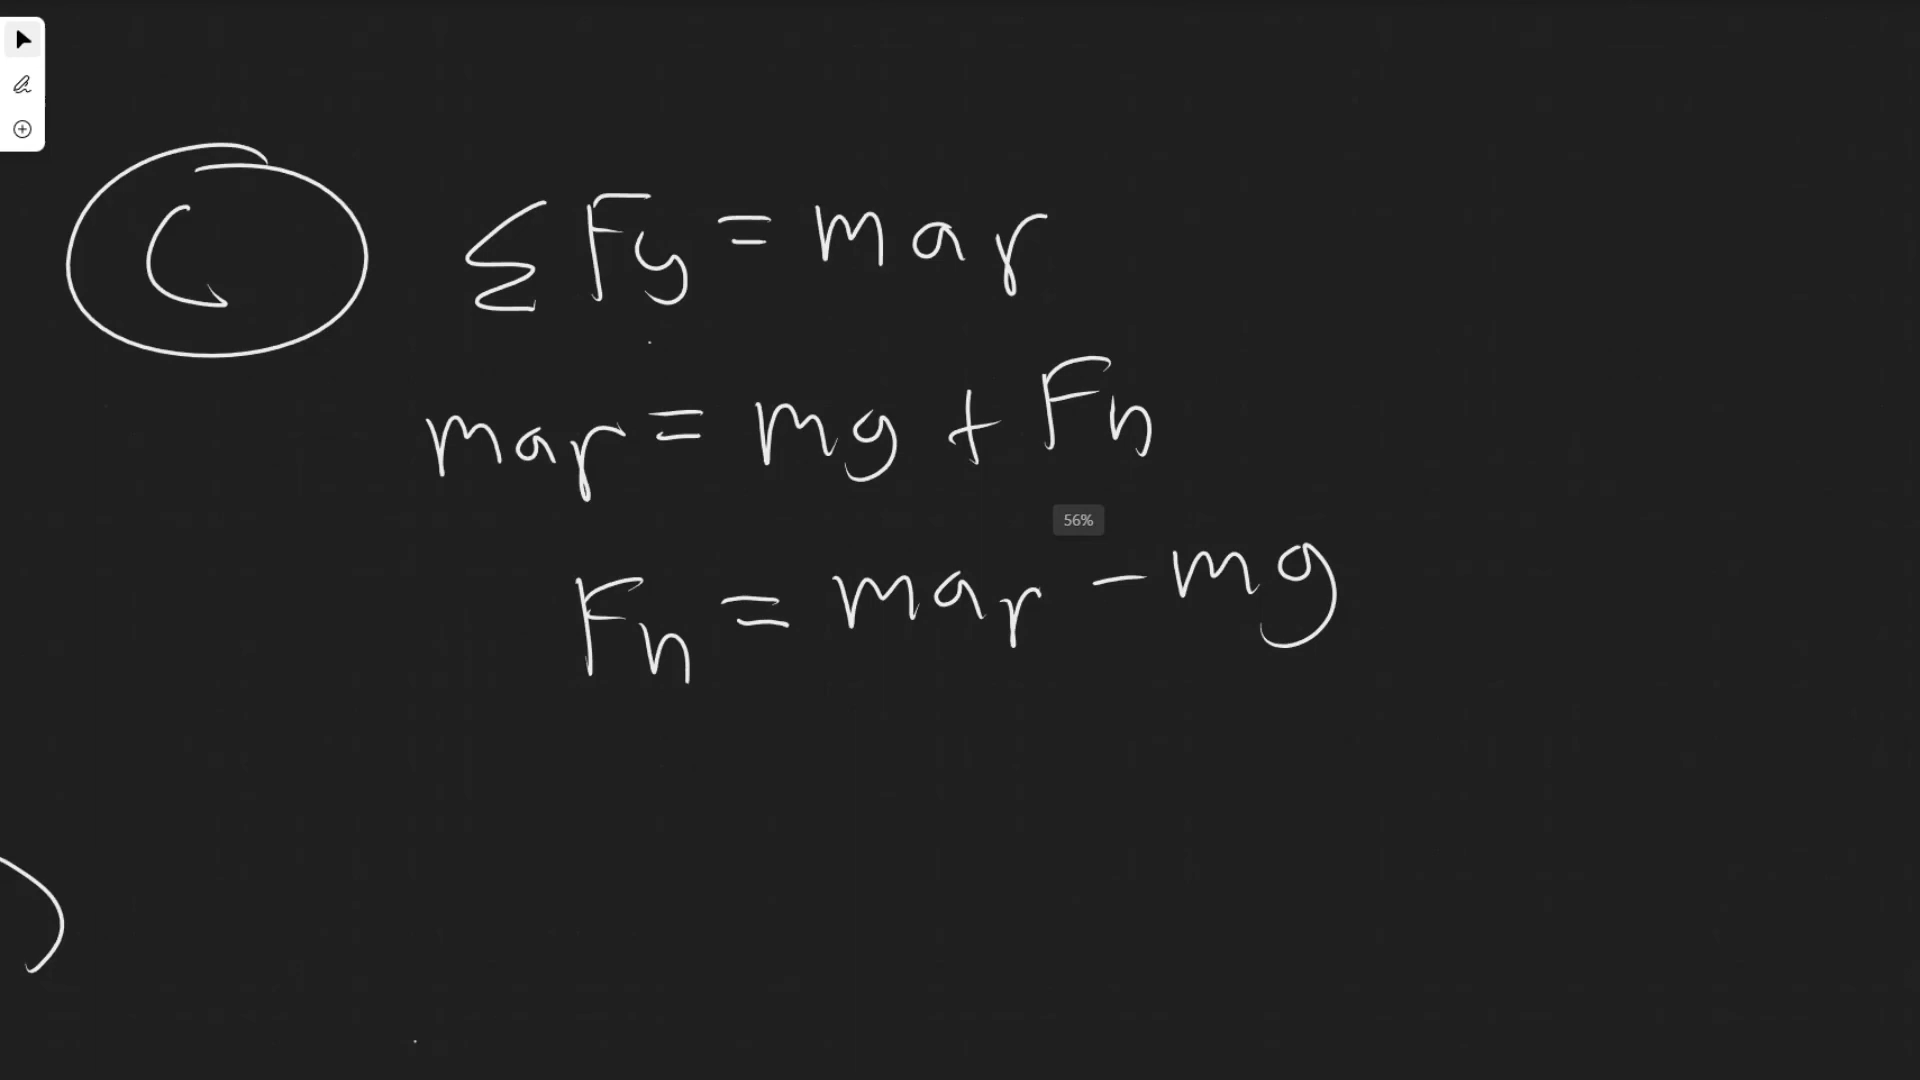 C
ΣFy = mar
mar = mg + Fn
56%
Fn = mar - mg